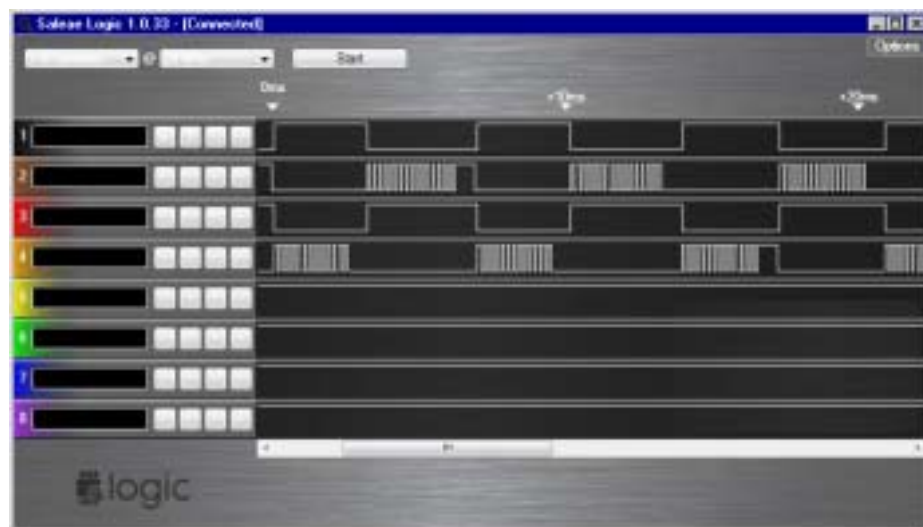 Saleae Logic 1.0.33 - [Connected]
@ Start
Options
0ms +10ms +20ms
1
2
3
4
5
6
7
8
logic